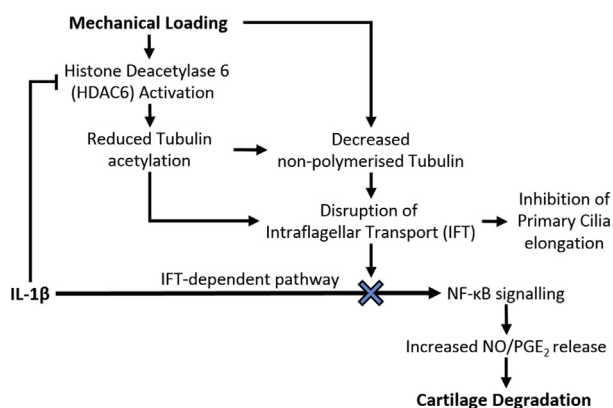 Mechanical Loading
Histone Deacetylase 6
(HDAC6) Activation
Reduced Tubulin
acetylation
Decreased
non-polymerised Tubulin
Disruption of
Intraflagellar Transport (IFT)
Inhibition of
Primary Cilia
elongation
IFT-dependent pathway
IL-1β
NF-κB signalling
Increased NO/PGE₂ release
Cartilage Degradation